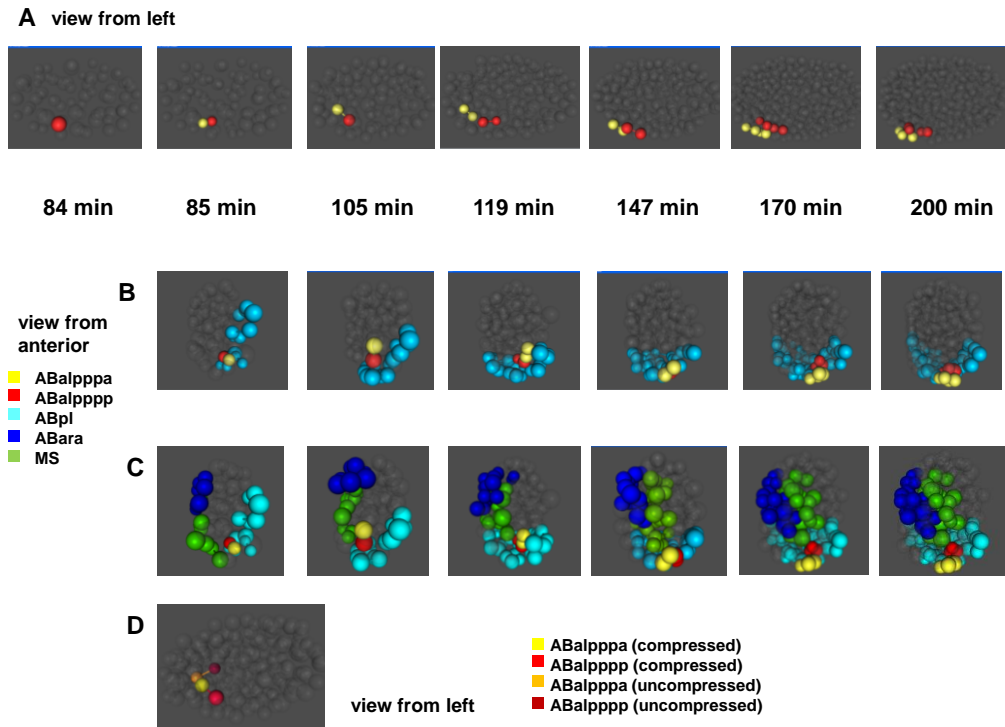 A view from left
84 min 85 min 105 min 119 min 147 min 170 min 200 min
B
view from
anterior
ABalpppa
ABalpppp
ABpl
ABara
MS
C
D
view from left
ABalpppa (compressed)
ABalpppp (compressed)
ABalpppa (uncompressed)
ABalpppp (uncompressed)